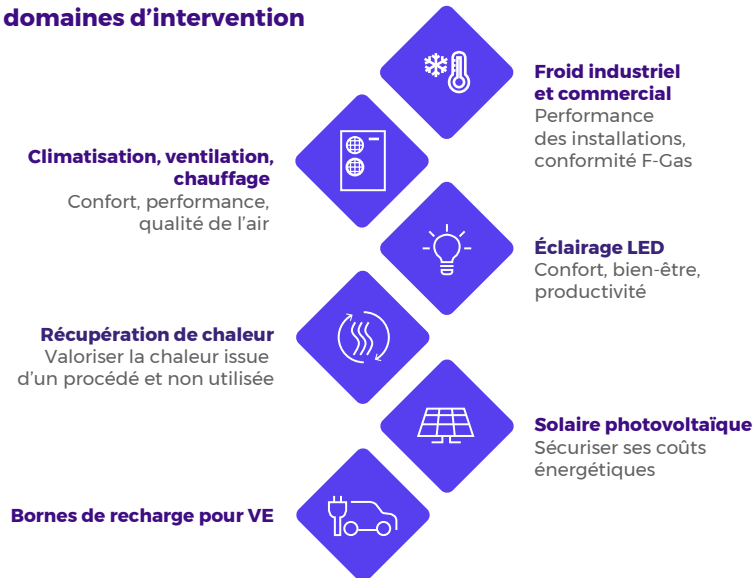 domaines d’intervention
Froid industriel
et commercial
Performance
des installations,
conformité F-Gas
Climatisation, ventilation,
chauffage
Confort, performance,
qualité de l’air
Éclairage LED
Confort, bien-être,
productivité
Récupération de chaleur
Valoriser la chaleur issue
d’un procédé et non utilisée
Solaire photovoltaïque
Sécuriser ses coûts
énergétiques
Bornes de recharge pour VE